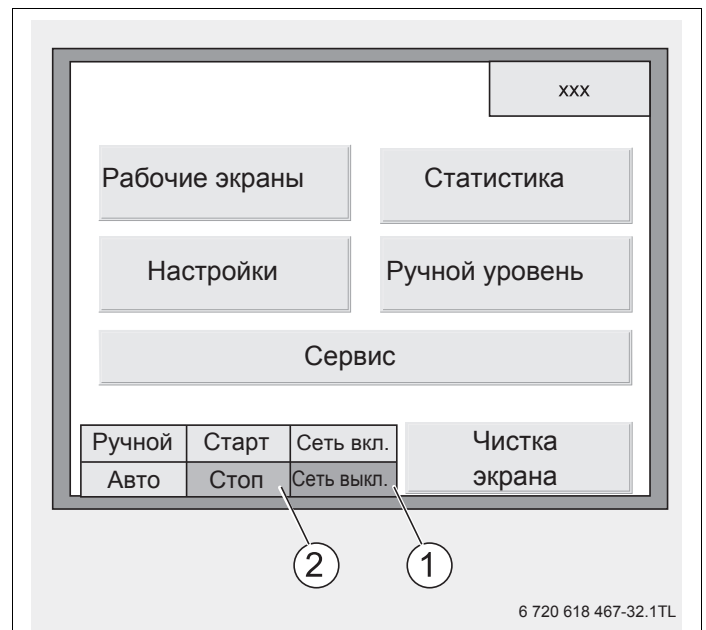 xxx
Рабочие экраны
Статистика
Настройки
Ручной уровень
Сервис
Ручной
Старт
Сеть вкл.
Авто
Стоп
Сеть выкл.
Чистка
экрана
2
1
6 720 618 467-32.1TL